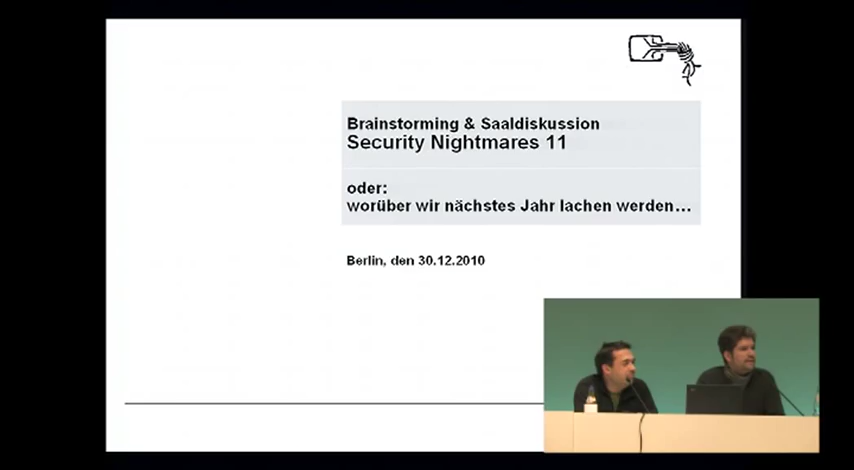 Brainstorming & Saaldiskussion
Security Nightmares 11
oder:
worüber wir nächstes Jahr lachen werden...
Berlin, den 30.12.2010